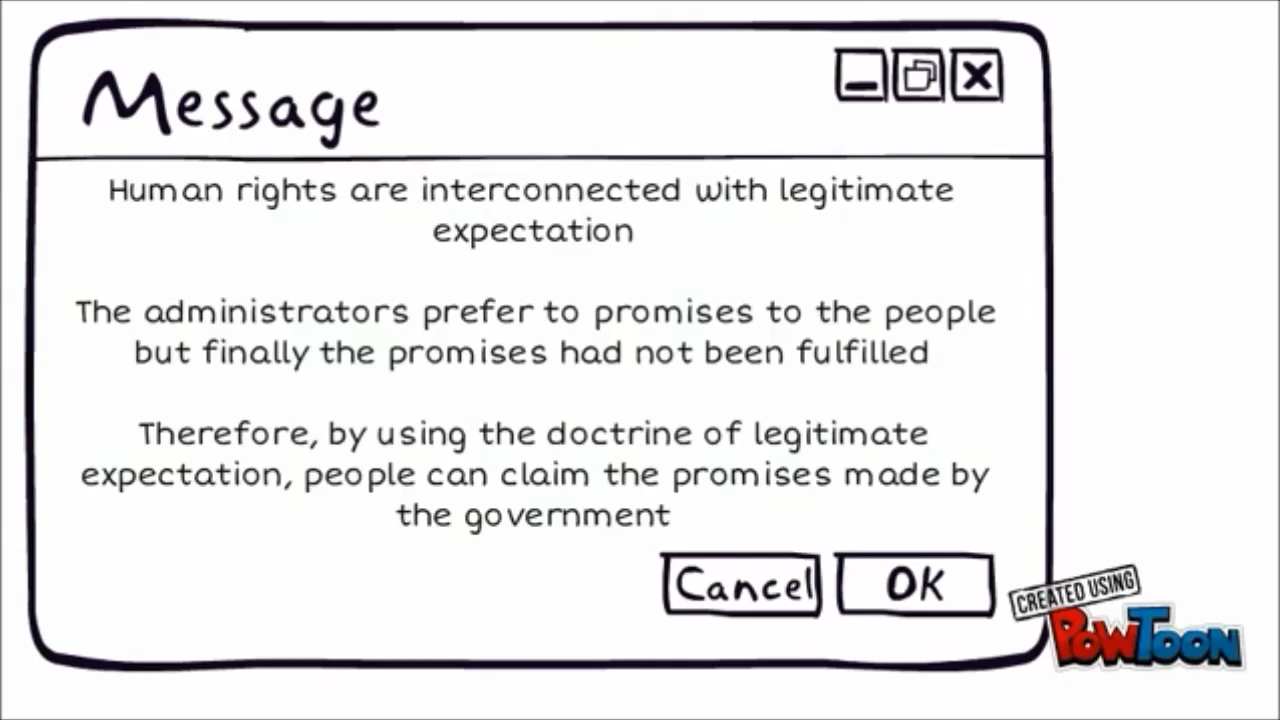 Message
Human rights are interconnected with legitimate
expectation
The administrators prefer to promises to the people
but finally the promises had not been fulfilled
Therefore, by using the doctrine of legitimate
expectation, people can claim the promises made by
the government
Cancel OK
CREATED USING
POWTOON